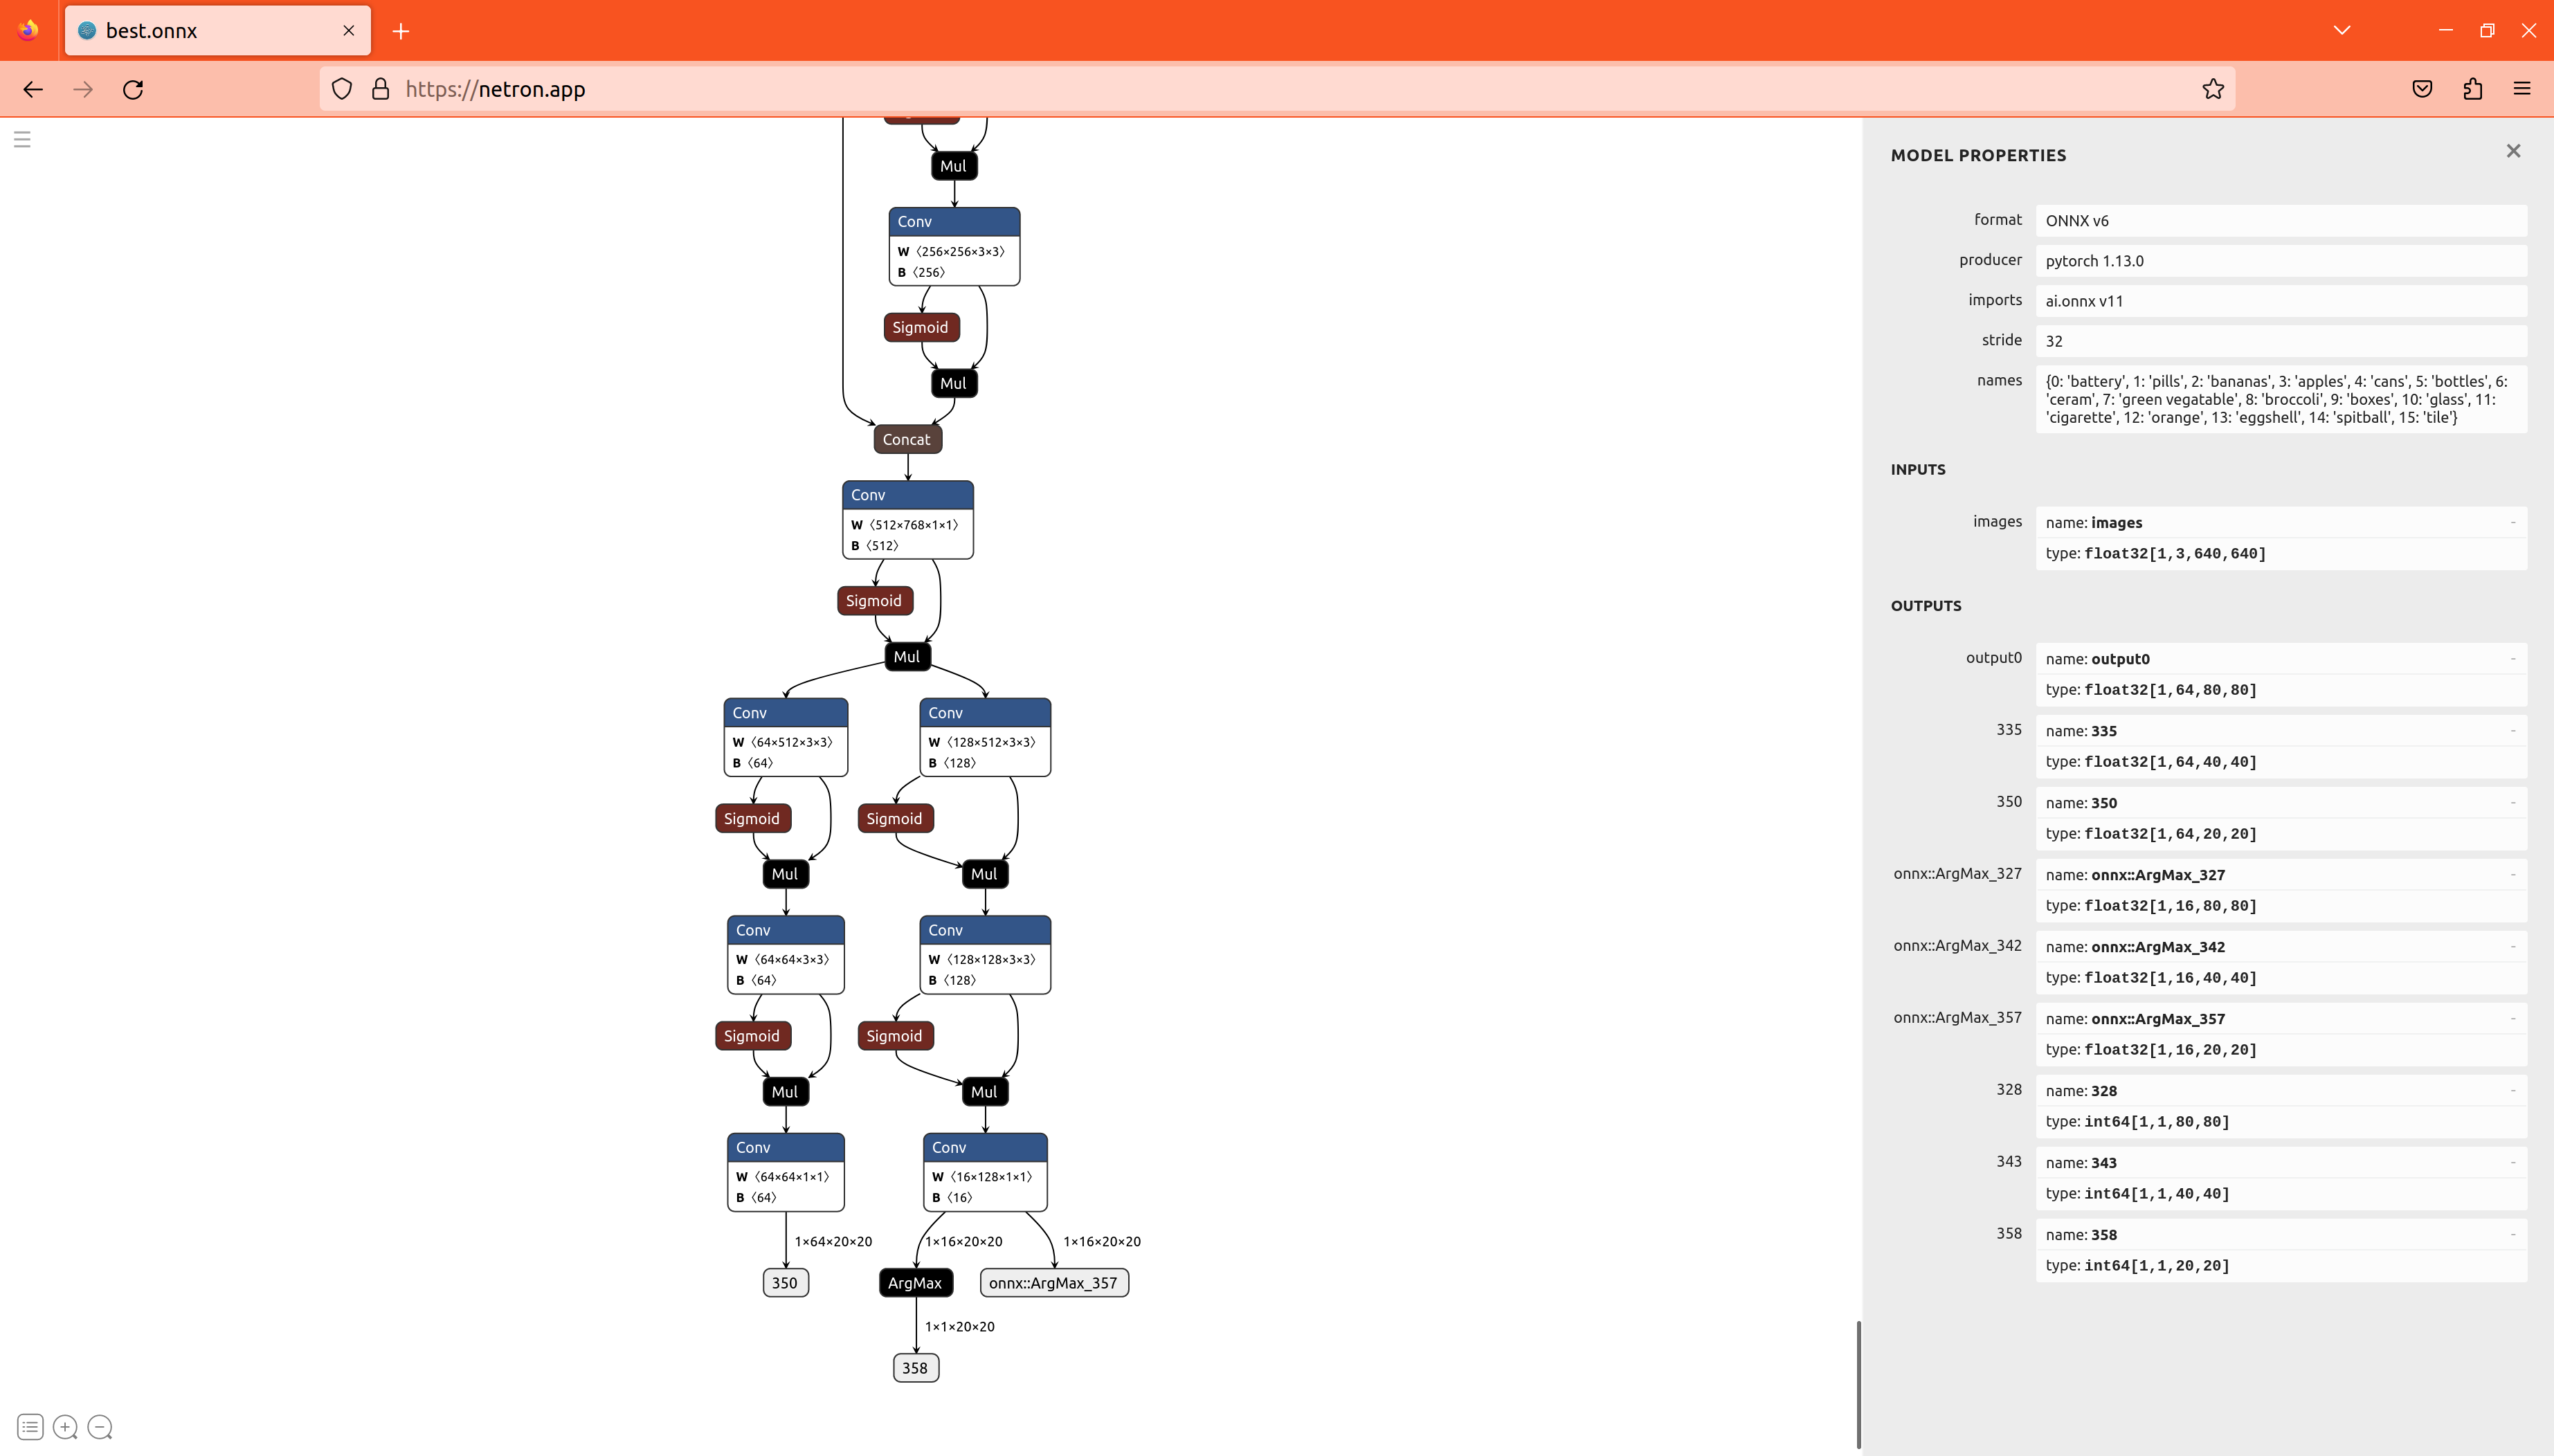 best.onnx
https://netron.app
Mul
Conv
W 〈256×256×3×3〉
B 〈256〉
Sigmoid
Mul
Concat
Conv
W 〈512×768×1×1〉
B 〈512〉
Sigmoid
Mul
Conv
W 〈64×512×3×3〉
B 〈64〉
Conv
W 〈128×512×3×3〉
B 〈128〉
Sigmoid
Sigmoid
Mul
Mul
Conv
W 〈64×64×3×3〉
B 〈64〉
Conv
W 〈128×128×3×3〉
B 〈128〉
Sigmoid
Sigmoid
Mul
Mul
Conv
W 〈64×64×1×1〉
B 〈64〉
Conv
W 〈16×128×1×1〉
B 〈16〉
1×64×20×20
1×16×20×20
1×16×20×20
350
ArgMax
onnx::ArgMax_357
1×1×20×20
358
MODEL PROPERTIES
format
ONNX v6
producer
pytorch 1.13.0
imports
ai.onnx v11
stride
32
names
{0: 'battery', 1: 'pills', 2: 'bananas', 3: 'apples', 4: 'cans', 5: 'bottles', 6:
'ceram', 7: 'green vegatable', 8: 'broccoli', 9: 'boxes', 10: 'glass', 11:
'cigarette', 12: 'orange', 13: 'eggshell', 14: 'spitball', 15: 'tile'}
INPUTS
images
name: images
type: float32[1,3,640,640]
OUTPUTS
output0
name: output0
type: float32[1,64,80,80]
335
name: 335
type: float32[1,64,40,40]
350
name: 350
type: float32[1,64,20,20]
onnx::ArgMax_327
name: onnx::ArgMax_327
type: float32[1,16,80,80]
onnx::ArgMax_342
name: onnx::ArgMax_342
type: float32[1,16,40,40]
onnx::ArgMax_357
name: onnx::ArgMax_357
type: float32[1,16,20,20]
328
name: 328
type: int64[1,1,80,80]
343
name: 343
type: int64[1,1,40,40]
358
name: 358
type: int64[1,1,20,20]